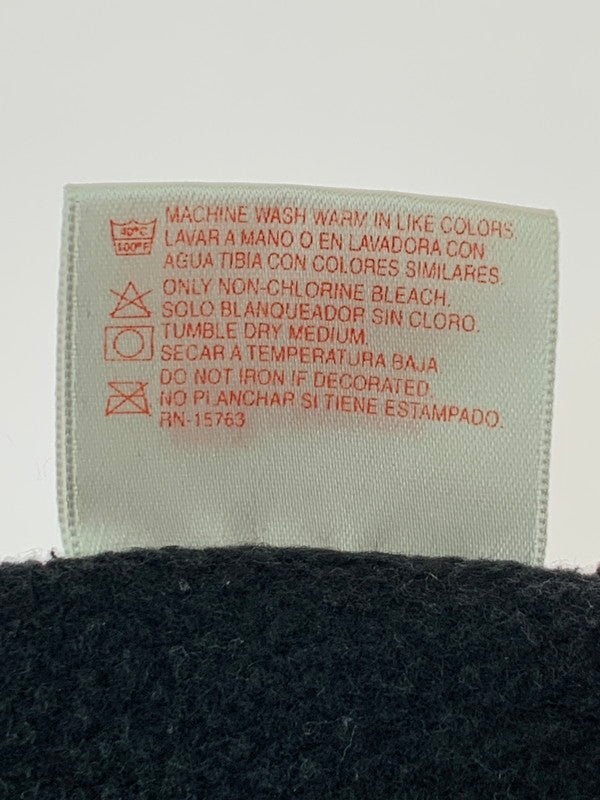 40°C
100°F
MACHINE WASH WARM IN LIKE COLORS.
LAVAR A MANO O EN LAVADORA CON
AGUA TIBIA CON COLORES SIMILARES.
ONLY NON-CHLORINE BLEACH.
SOLO BLANQUEADOR SIN CLORO.
TUMBLE DRY MEDIUM.
SECAR A TEMPERATURA BAJA
DO NOT IRON IF DECORATED.
NO PLANCHAR SI TIENE ESTAMPADO.
RN-15763